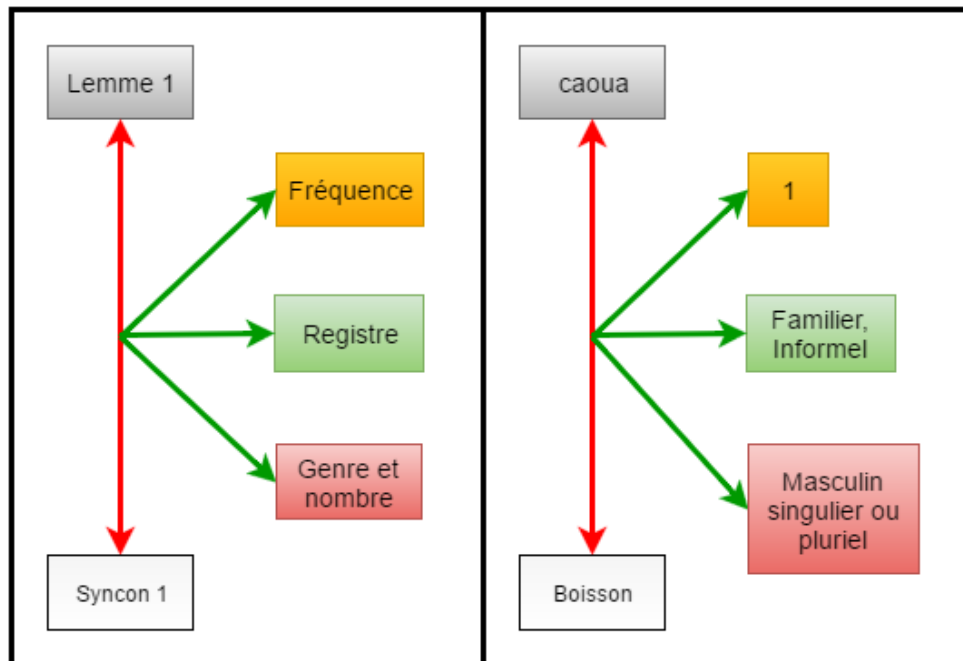 Lemme 1
Fréquence
Registre
Genre et
nombre
Syncon 1
caoua
1
Familier,
Informel
Masculin
singulier ou
pluriel
Boisson